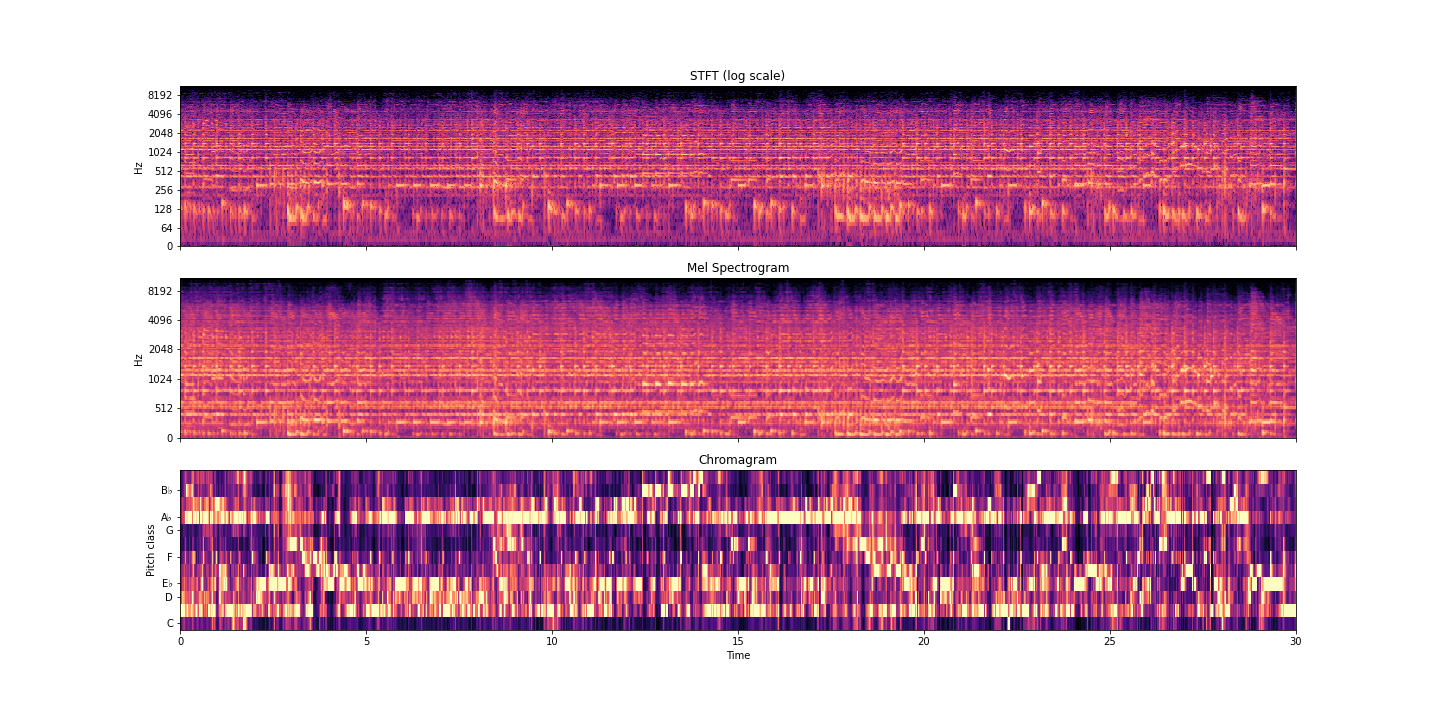 STFT (log scale)
8192
4096
2048
1024
512
256
128
64
0
Hz
Mel Spectrogram
8192
4096
2048
1024
512
0
Hz
Chromagram
B♭
A♭
G
F
E♭
D
C
Pitch class
0 5 10 15 20 25 30
Time